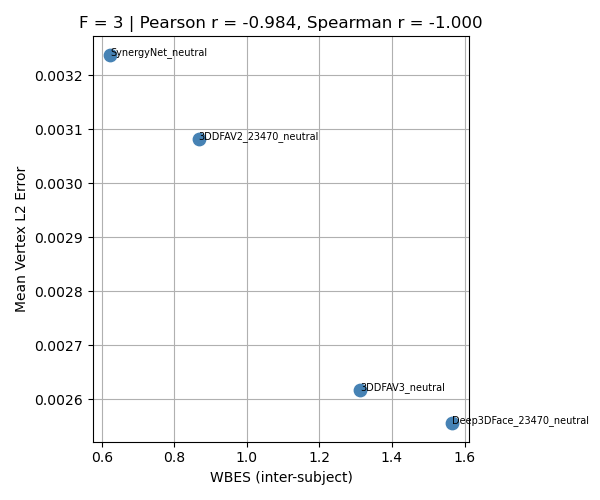 F = 3 | Pearson r = -0.984, Spearman r = -1.000
SynergyNet_neutral
0.0032
3DDFAV2_23470_neutral
0.0031
0.0030
Mean Vertex L2 Error
0.0029
0.0028
0.0027
3DDFAV3_neutral
0.0026
Deep3DFace_23470_neutral
0.6 0.8 1.0 1.2 1.4 1.6
WBES (inter-subject)